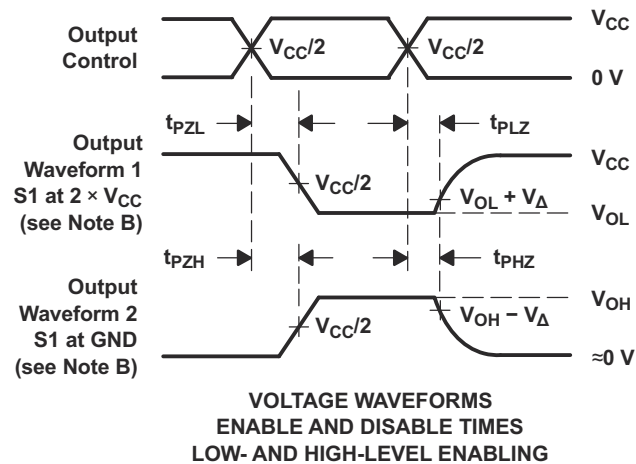 Output
Control
V_CC/2
V_CC/2
V_CC
0 V
t_PZL
t_PLZ
Output
Waveform 1
S1 at 2 × V_CC
(see Note B)
V_CC/2
V_CC
V_OL + V_Δ
V_OL
t_PZH
t_PHZ
Output
Waveform 2
S1 at GND
(see Note B)
V_CC/2
V_OH
V_OH − V_Δ
≈0 V
VOLTAGE WAVEFORMS
ENABLE AND DISABLE TIMES
LOW- AND HIGH-LEVEL ENABLING